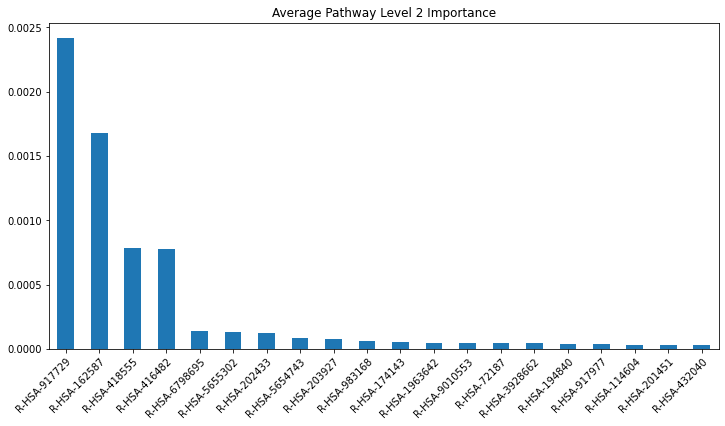 Average Pathway Level 2 Importance
0.0025
0.0020
0.0015
0.0010
0.0005
0.0000
R-HSA-917729
R-HSA-162587
R-HSA-418555
R-HSA-416482
R-HSA-6798695
R-HSA-5655302
R-HSA-202433
R-HSA-5654743
R-HSA-203927
R-HSA-983168
R-HSA-174143
R-HSA-1963642
R-HSA-9010553
R-HSA-72187
R-HSA-3928662
R-HSA-194840
R-HSA-917977
R-HSA-114604
R-HSA-201451
R-HSA-432040